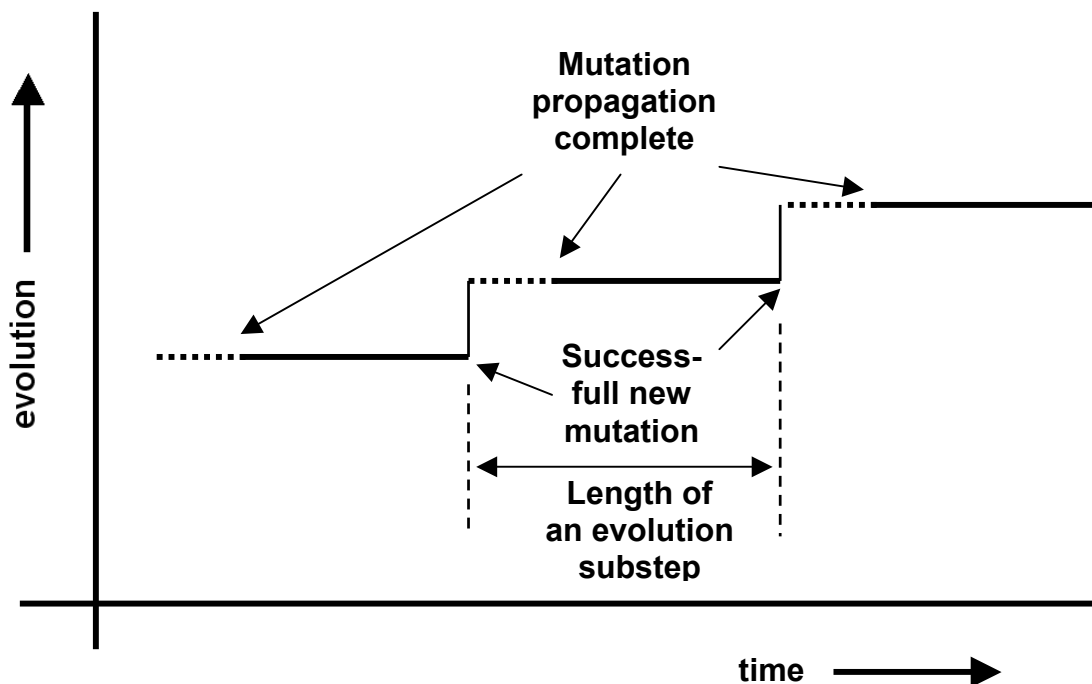 Mutation
propagation
complete
evolution
Success-
full new
mutation
Length of
an evolution
substep
time